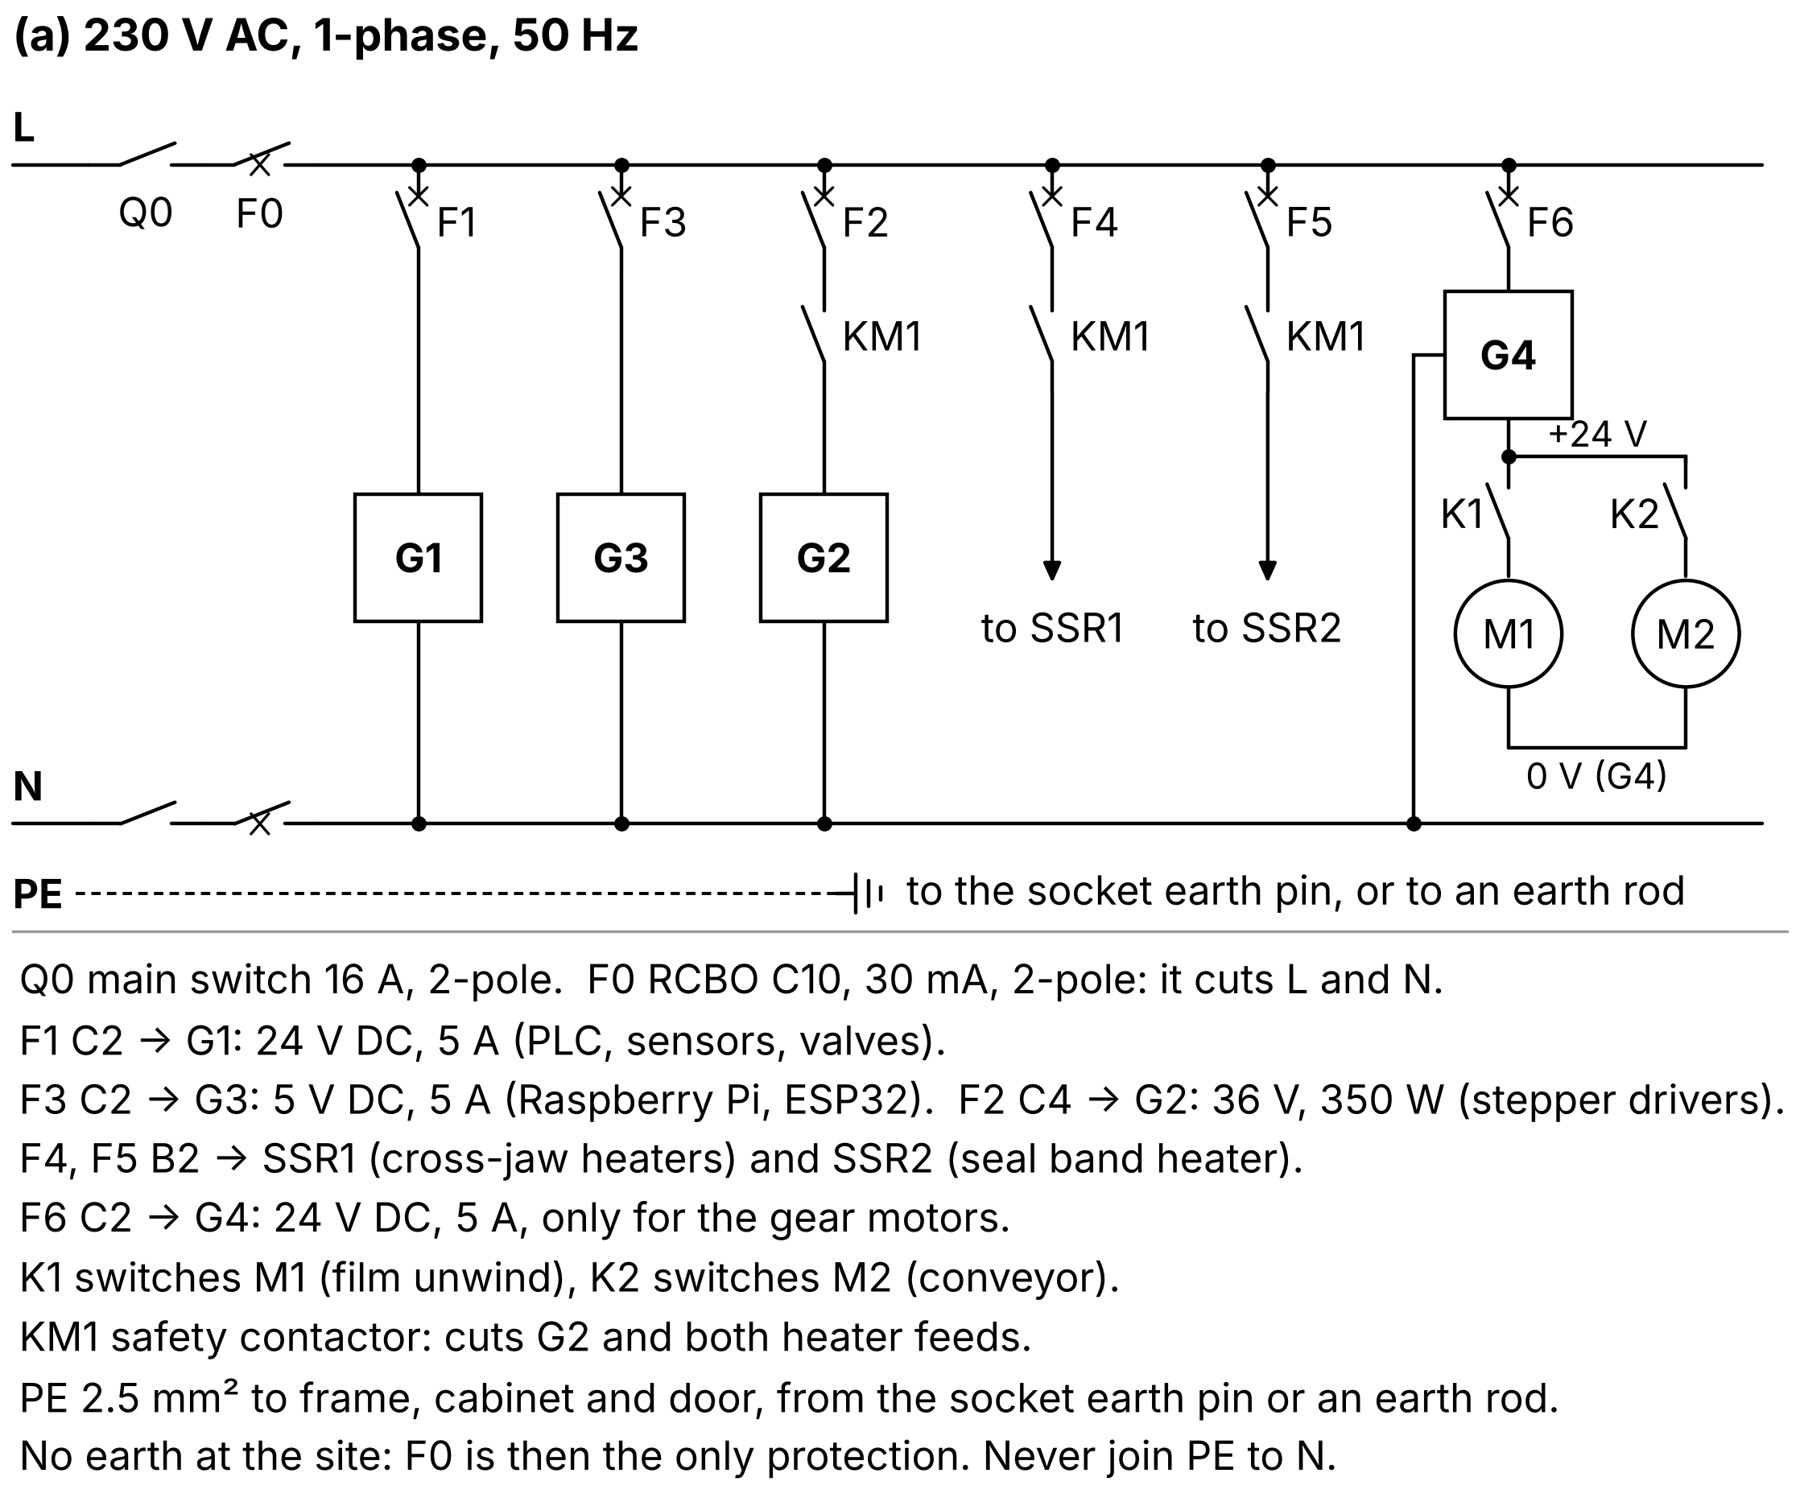 (a) 230 V AC, 1-phase, 50 Hz
L
Q0 F0 F1 F3 F2 F4 F5 F6
KM1 KM1 KM1
G4
+24 V
K1 K2
G1 G3 G2
to SSR1 to SSR2 M1 M2
0 V (G4)
N
PE to the socket earth pin, or to an earth rod
Q0 main switch 16 A, 2-pole. F0 RCBO C10, 30 mA, 2-pole: it cuts L and N.
F1 C2 → G1: 24 V DC, 5 A (PLC, sensors, valves).
F3 C2 → G3: 5 V DC, 5 A (Raspberry Pi, ESP32). F2 C4 → G2: 36 V, 350 W (stepper drivers).
F4, F5 B2 → SSR1 (cross-jaw heaters) and SSR2 (seal band heater).
F6 C2 → G4: 24 V DC, 5 A, only for the gear motors.
K1 switches M1 (film unwind), K2 switches M2 (conveyor).
KM1 safety contactor: cuts G2 and both heater feeds.
PE 2.5 mm² to frame, cabinet and door, from the socket earth pin or an earth rod.
No earth at the site: F0 is then the only protection. Never join PE to N.